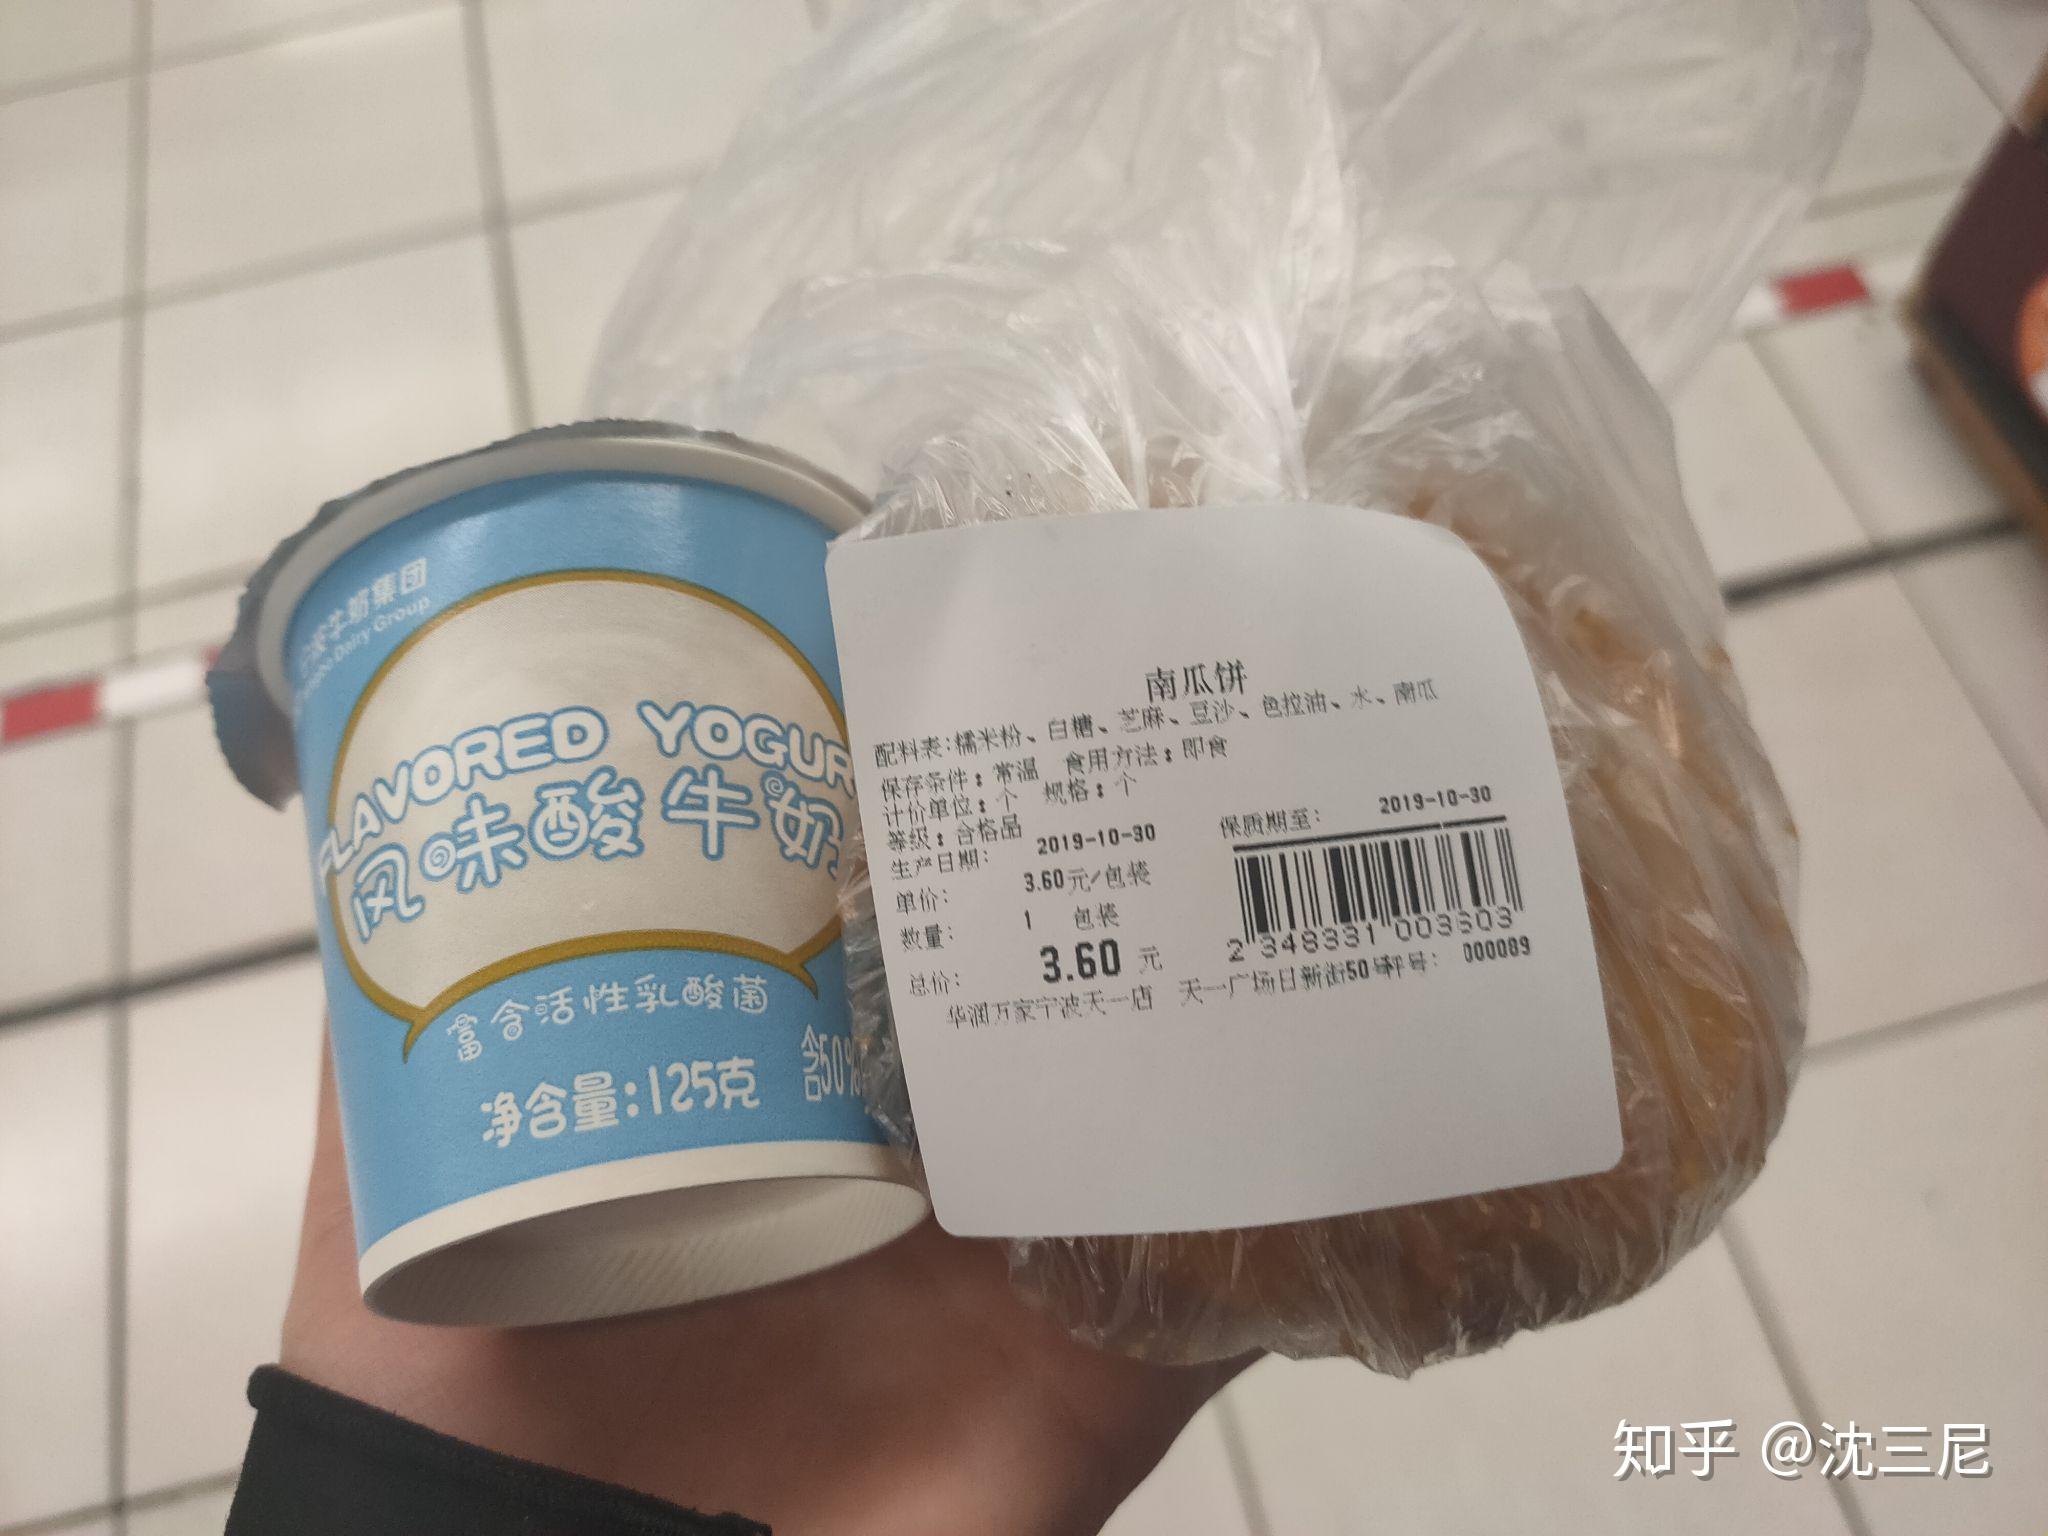 牛奶集团
Dairy Group
FLAVORED YOGUR
风味酸牛奶
富含活性乳酸菌
净含量:125克
含50%
南瓜饼
配料表:糯米粉、白糖、芝麻、豆沙、色拉油、水、南瓜
保存条件:常温 食用方法:即食
计价单位:个 规格:个
等级:合格品
生产日期: 2019-10-30 保质期至: 2019-10-30
单价: 3.60元/包装
数量: 1 包装
2 348331 003603
总价: 3.60 元
华润万家宁波天一店 天一广场日新街50号秤号: 000089
知乎 @沈三尼